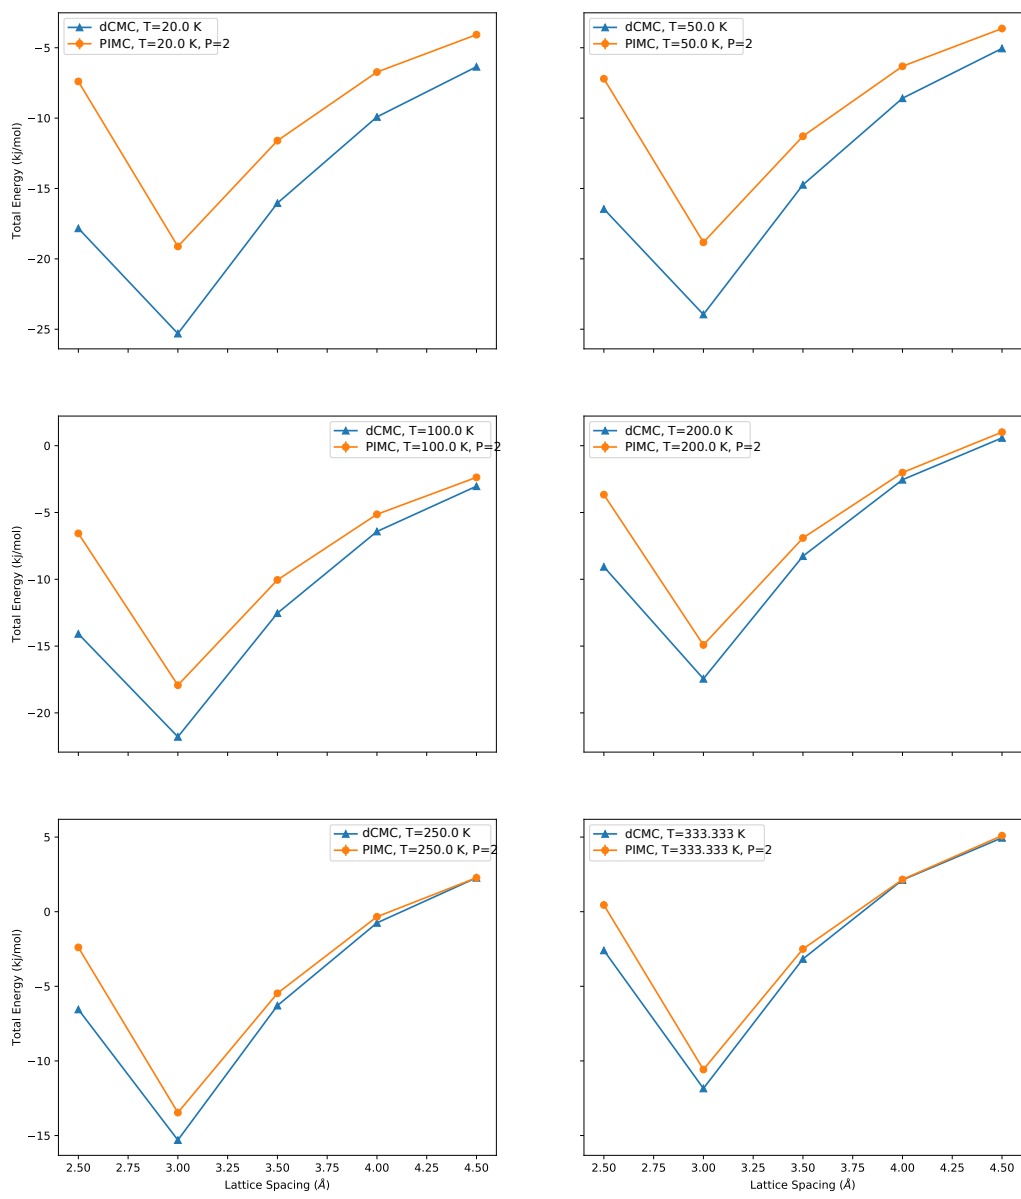 dCMC, T=20.0 K
PIMC, T=20.0 K, P=2
−5
−10
−15
−20
−25
Total Energy (kj/mol)
dCMC, T=50.0 K
PIMC, T=50.0 K, P=2
dCMC, T=100.0 K
PIMC, T=100.0 K, P=2
0
−5
−10
−15
−20
Total Energy (kj/mol)
dCMC, T=200.0 K
PIMC, T=200.0 K, P=2
dCMC, T=250.0 K
PIMC, T=250.0 K, P=2
5
0
−5
−10
−15
Total Energy (kj/mol)
2.50 2.75 3.00 3.25 3.50 3.75 4.00 4.25 4.50
Lattice Spacing (Å)
dCMC, T=333.333 K
PIMC, T=333.333 K, P=2
2.50 2.75 3.00 3.25 3.50 3.75 4.00 4.25 4.50
Lattice Spacing (Å)